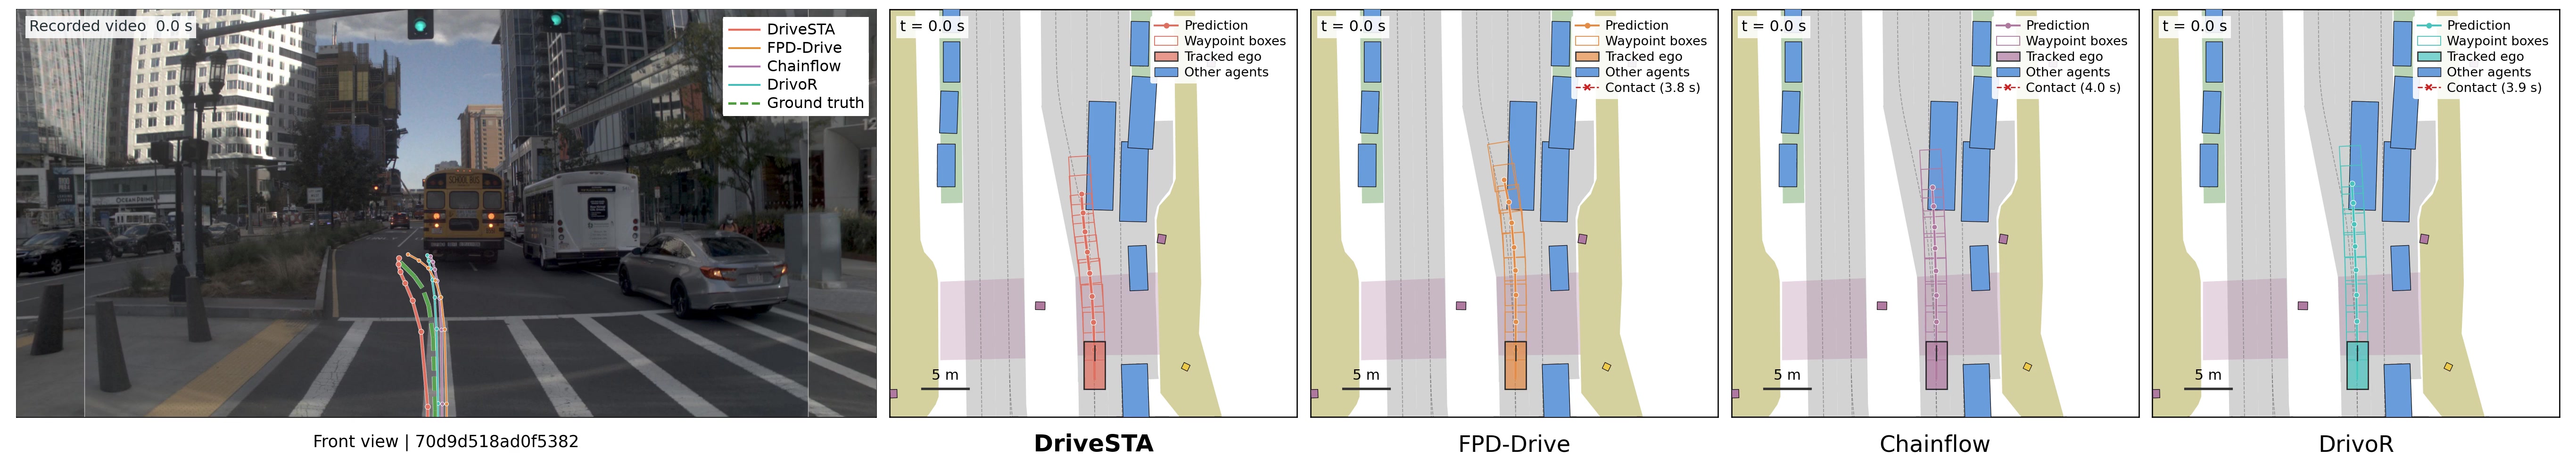 Recorded video 0.0 s
DriveSTA
FPD-Drive
Chainflow
DrivoR
Ground truth
SCHOOL BUS
Front view | 70d9d518ad0f5382
t = 0.0 s
Prediction
Waypoint boxes
Tracked ego
Other agents
5 m
DriveSTA
t = 0.0 s
Prediction
Waypoint boxes
Tracked ego
Other agents
Contact (3.8 s)
5 m
FPD-Drive
t = 0.0 s
Prediction
Waypoint boxes
Tracked ego
Other agents
Contact (4.0 s)
5 m
Chainflow
t = 0.0 s
Prediction
Waypoint boxes
Tracked ego
Other agents
Contact (3.9 s)
5 m
DrivoR